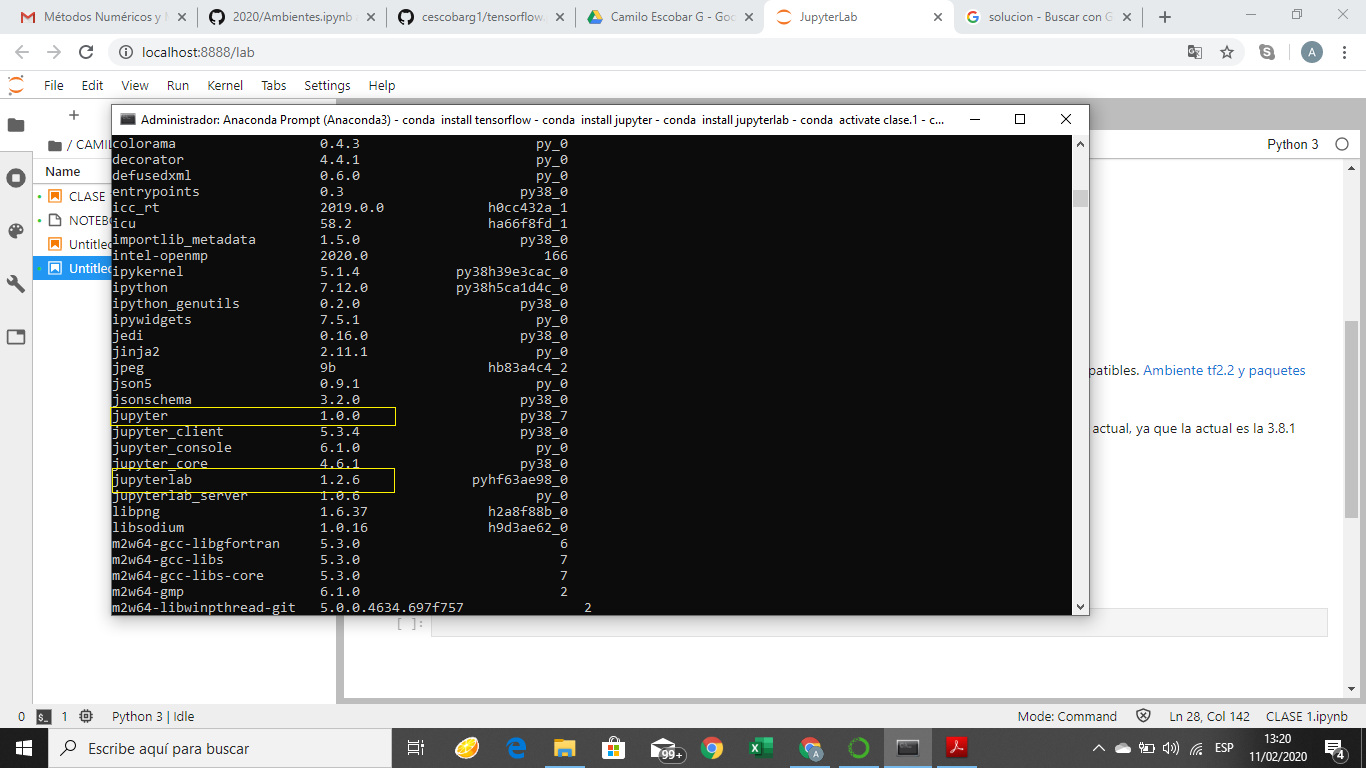 Métodos Numéricos y M
2020/Ambientes.ipynb
cescobarg1/tensorflow.
Camilo Escobar G - Goo
JupyterLab
solucion - Buscar con G
localhost:8888/lab
A
File Edit View Run Kernel Tabs Settings Help
Administrador: Anaconda Prompt (Anaconda3) - conda install tensorflow - conda install jupyter - conda install jupyterlab - conda activate clase.1 - c...
/ CAMIL
Python 3
Name
CLASE
NOTEBO
Untitled
Untitled
colorama 0.4.3 py_0
decorator 4.4.1 py_0
defusedxml 0.6.0 py_0
entrypoints 0.3 py38_0
icc_rt 2019.0.0 h0cc432a_1
icu 58.2 ha66f8fd_1
importlib_metadata 1.5.0 py38_0
intel-openmp 2020.0 166
ipykernel 5.1.4 py38h39e3cac_0
ipython 7.12.0 py38h5ca1d4c_0
ipython_genutils 0.2.0 py38_0
ipywidgets 7.5.1 py_0
jedi 0.16.0 py38_0
jinja2 2.11.1 py_0
jpeg 9b hb83a4c4_2
json5 0.9.1 py_0
jsonschema 3.2.0 py38_0
jupyter 1.0.0 py38_7
jupyter_client 5.3.4 py38_0
jupyter_console 6.1.0 py_0
jupyter_core 4.6.1 py38_0
jupyterlab 1.2.6 pyhf63ae98_0
jupyterlab_server 1.0.6 py_0
libpng 1.6.37 h2a8f88b_0
libsodium 1.0.16 h9d3ae62_0
m2w64-gcc-libgfortran 5.3.0 6
m2w64-gcc-libs 5.3.0 7
m2w64-gcc-libs-core 5.3.0 7
m2w64-gmp 6.1.0 2
m2w64-libwinpthread-git 5.0.0.4634.697f757 2
patibles. Ambiente tf2.2 y paquetes
actual, ya que la actual es la 3.8.1
[ ]:
0 1 Python 3 | Idle
Mode: Command Ln 28, Col 142 CLASE 1.ipynb
Escribe aquí para buscar
99+
A
ESP
13:20
11/02/2020
4